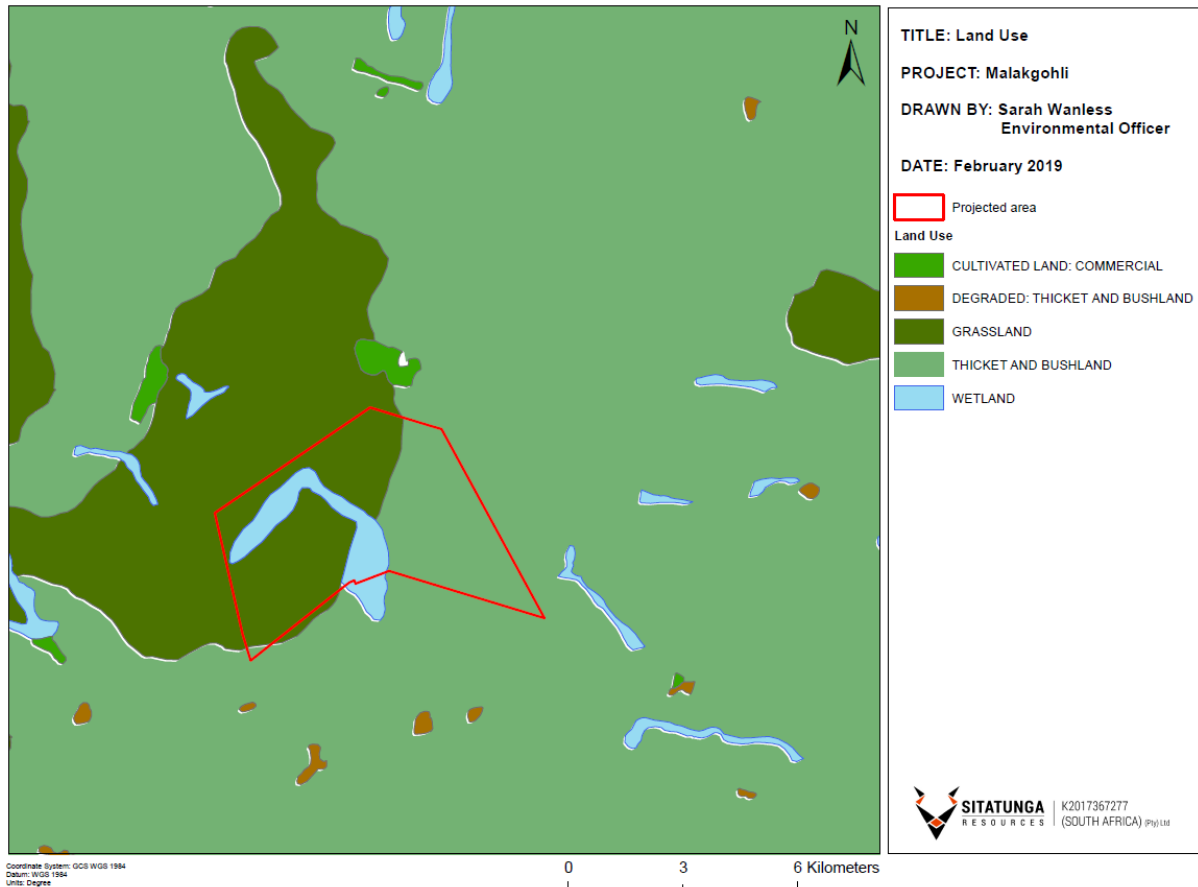 N
TITLE: Land Use
PROJECT: Malakgohli
DRAWN BY: Sarah Wanless
Environmental Officer
DATE: February 2019
Projected area
Land Use
CULTIVATED LAND: COMMERCIAL
DEGRADED: THICKET AND BUSHLAND
GRASSLAND
THICKET AND BUSHLAND
WETLAND
SITATUNGA
RESOURCES
K2017367277
(SOUTH AFRICA) (Pty) Ltd
Coordinate System: GCS WGS 1984
Datum: WGS 1984
Units: Degree
0 3 6 Kilometers